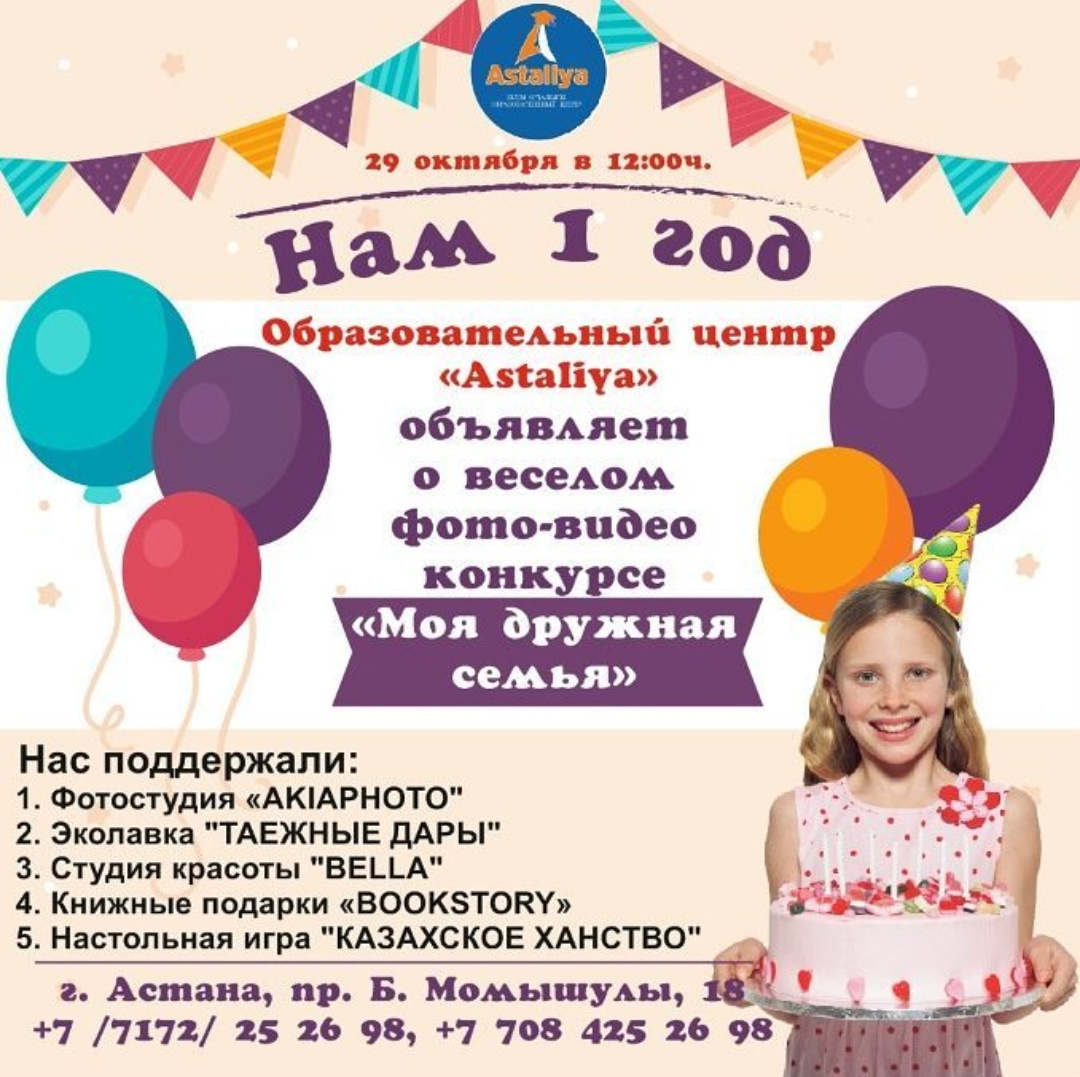 Astaliya
29 октября в 12:00ч.
Нам 1 год
Образовательный центр
«Astaliya»
объявляет
о веселом
фото-видео
конкурсе
«Моя дружная
семья»
Нас поддержали:
1. Фотостудия «AKIAPHOTO"
2. Эколавка "ТАЕЖНЫЕ ДАРЫ"
3. Студия красоты "BELLA"
4. Книжные подарки «BOOKSTORY»
5. Настольная игра "КАЗАХСКОЕ ХАНСТВО"
г. Астана, пр. Б. Момышулы, 18
+7 /7172/ 25 26 98, +7 708 425 26 98